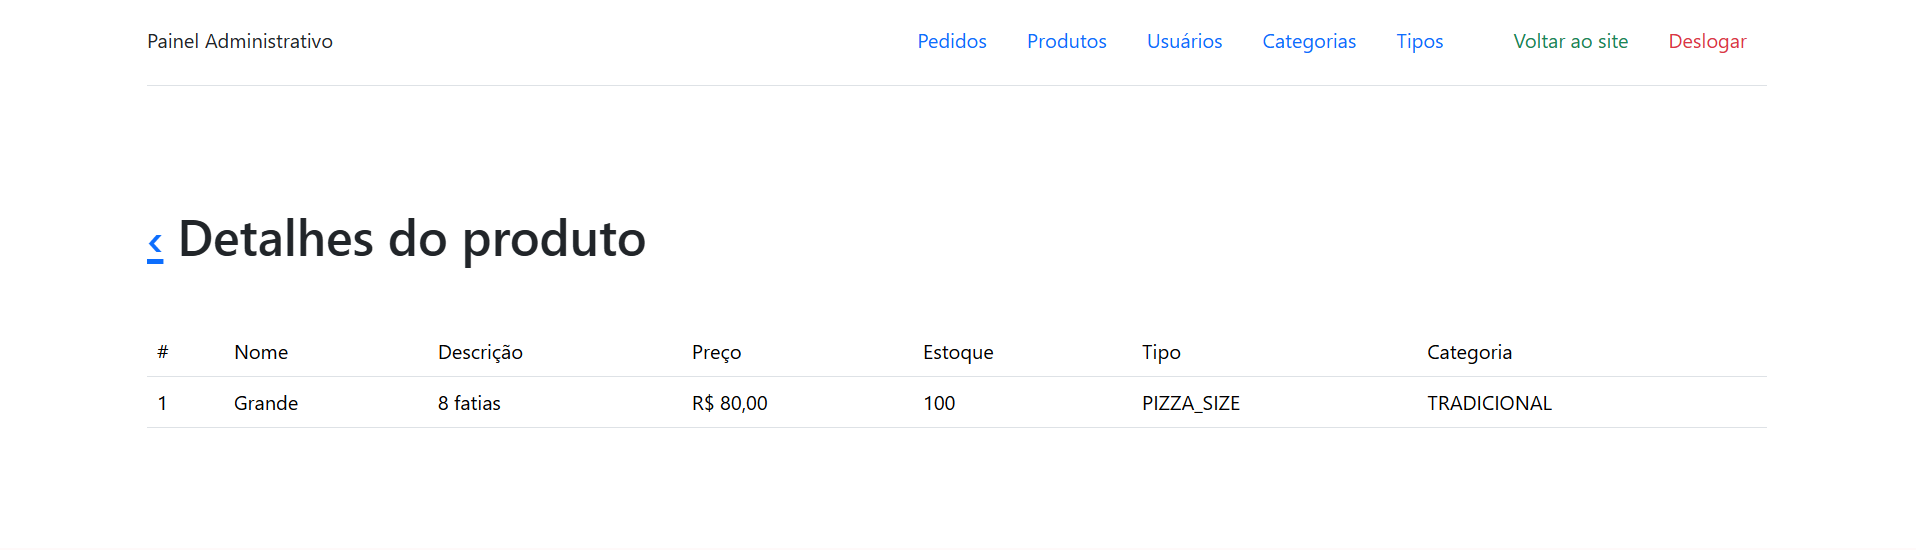 Painel Administrativo Pedidos Produtos Usuários Categorias Tipos Voltar ao site Deslogar
‹ Detalhes do produto
# Nome Descrição Preço Estoque Tipo Categoria
1 Grande 8 fatias R$ 80,00 100 PIZZA_SIZE TRADICIONAL